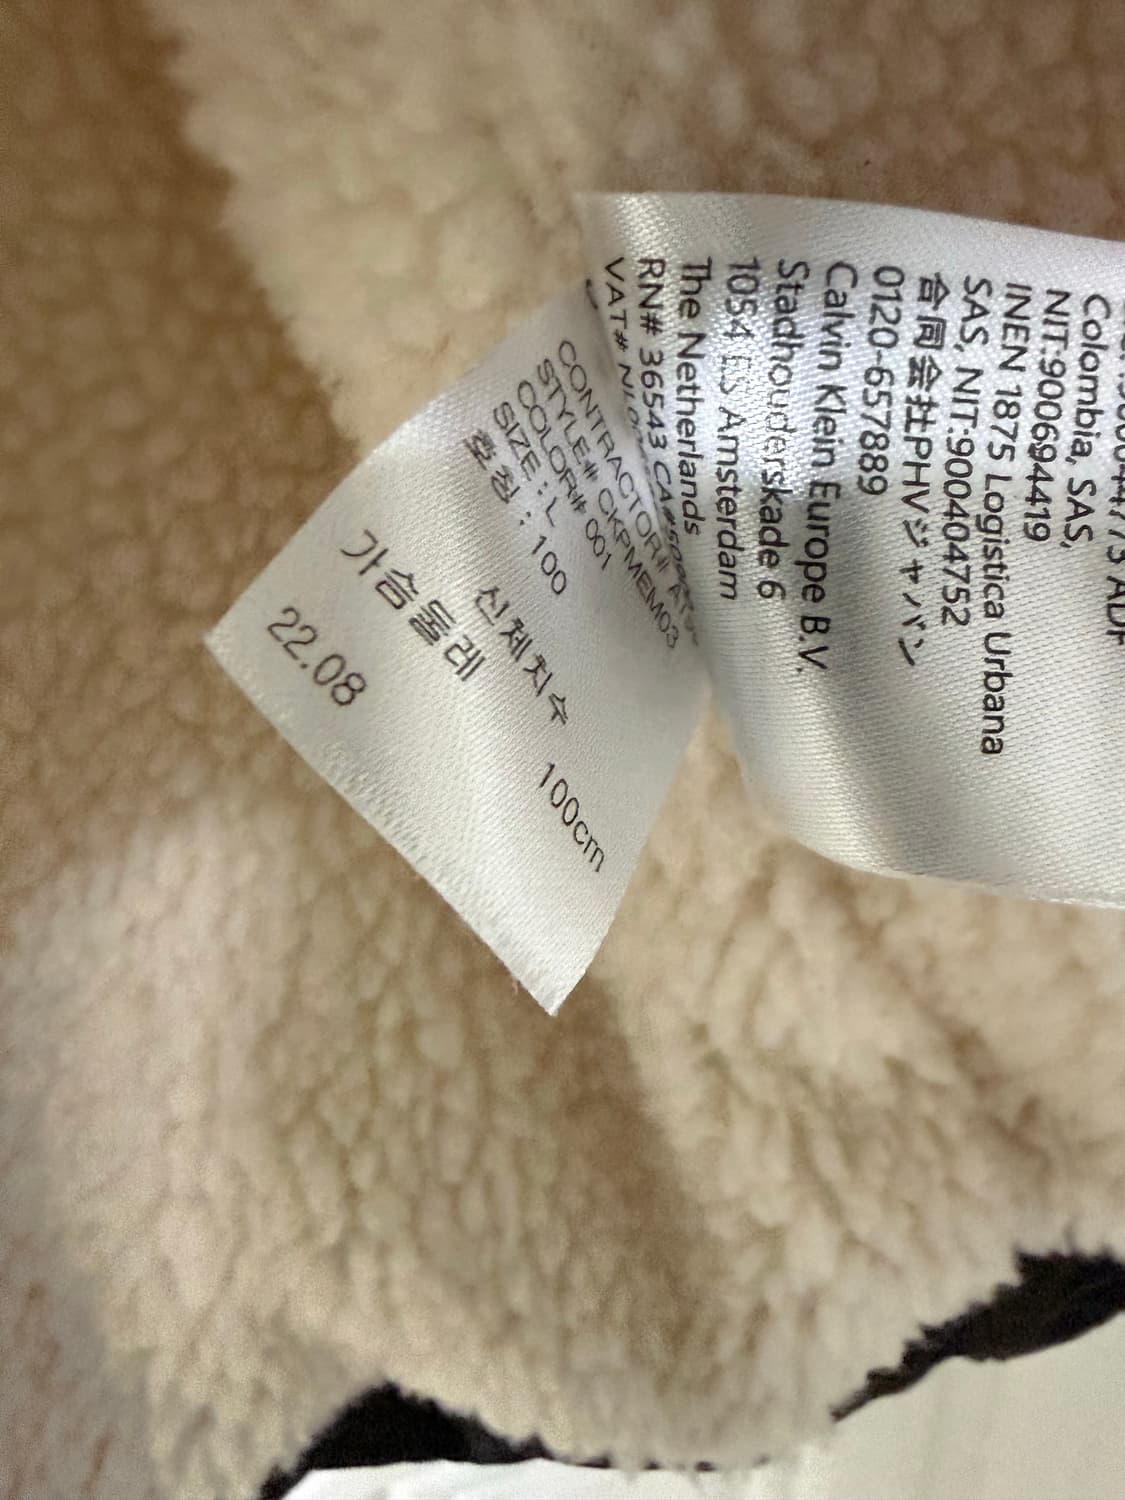 Colombia, SAS,
NIT:900694419
INEN 1875 Logistica Urbana
SAS, NIT:900404752
合同会社PHVジャパン
0120-657889
Calvin Klein Europe B.V.
Stadhouderskade 6
1054 ES Amsterdam
The Netherlands
RN# 36543 CA#
VAT#
CONTRACTOR#
STYLE# CKPMEM03
COLOR# 001
SIZE : L
호칭 : 100
신체치수
가슴둘레 100cm
22.08